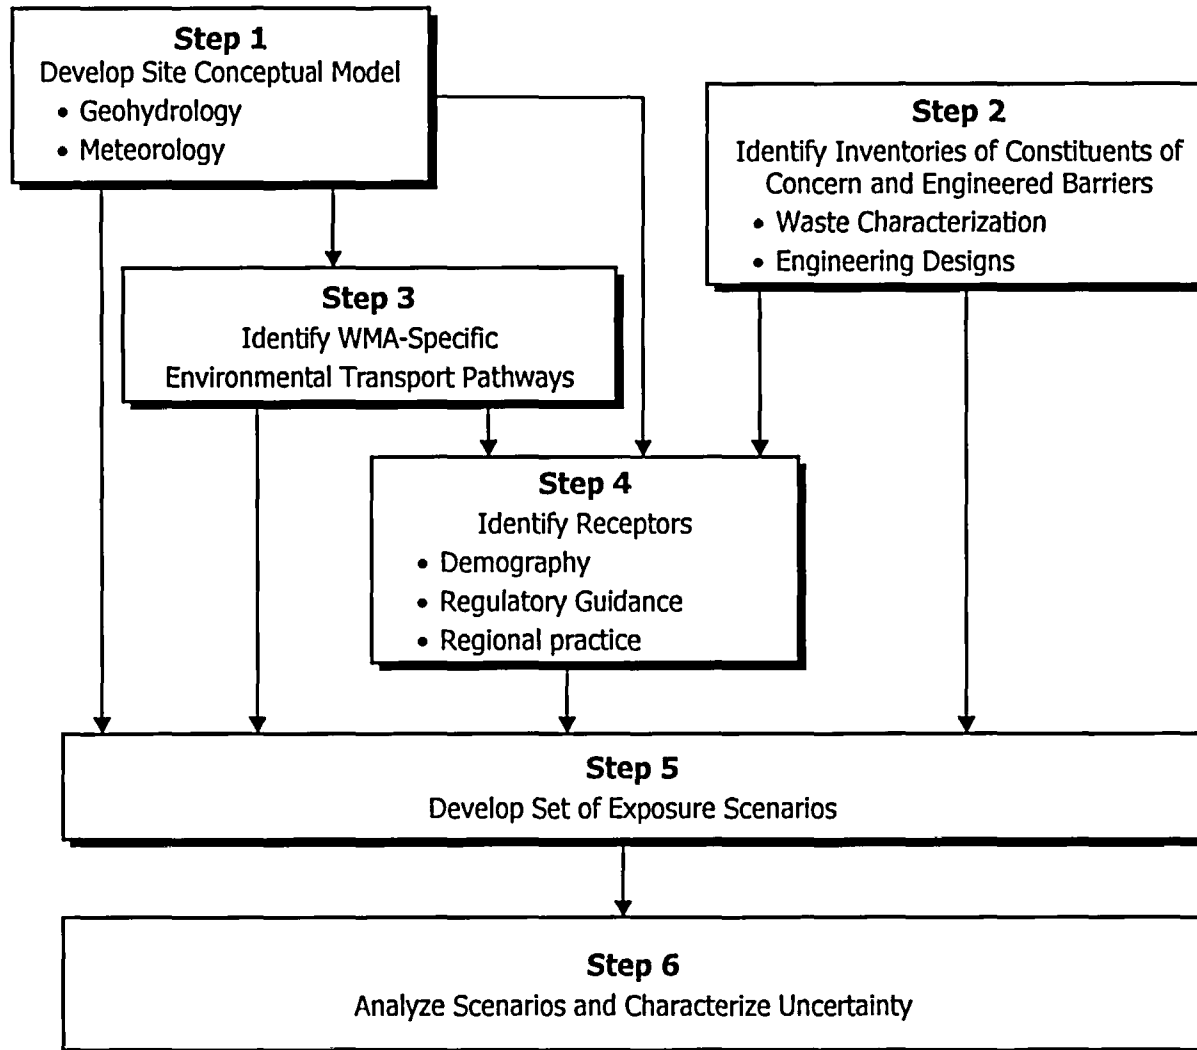 Step 1
Develop Site Conceptual Model
• Geohydrology
• Meteorology
Step 2
Identify Inventories of Constituents of
Concern and Engineered Barriers
• Waste Characterization
• Engineering Designs
Step 3
Identify WMA-Specific
Environmental Transport Pathways
Step 4
Identify Receptors
• Demography
• Regulatory Guidance
• Regional practice
Step 5
Develop Set of Exposure Scenarios
Step 6
Analyze Scenarios and Characterize Uncertainty